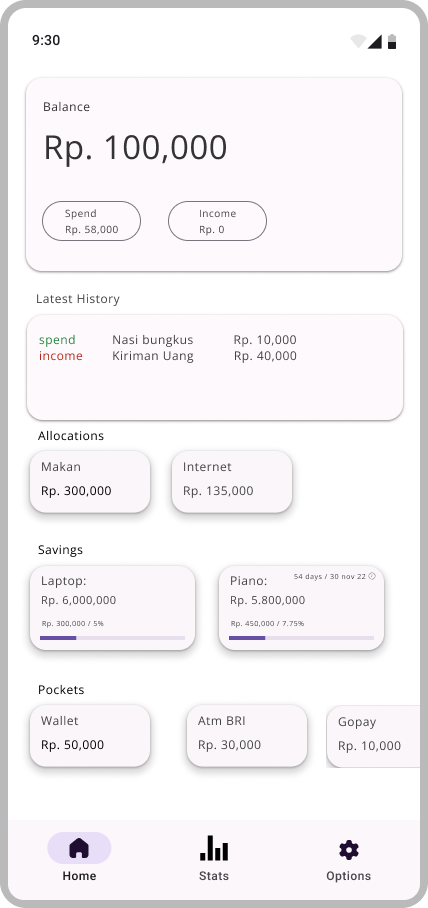 9:30
Balance
Rp. 100,000
Spend
Rp. 58,000
Income
Rp. 0
Latest History
spend Nasi bungkus Rp. 10,000
income Kiriman Uang Rp. 40,000
Allocations
Makan
Rp. 300,000
Internet
Rp. 135,000
Savings
Laptop:
Rp. 6,000,000
Rp. 300,000 / 5%
Piano: 54 days / 30 nov 22
Rp. 5.800,000
Rp. 450,000 / 7.75%
Pockets
Wallet
Rp. 50,000
Atm BRI
Rp. 30,000
Gopay
Rp. 10,000
Home
Stats
Options